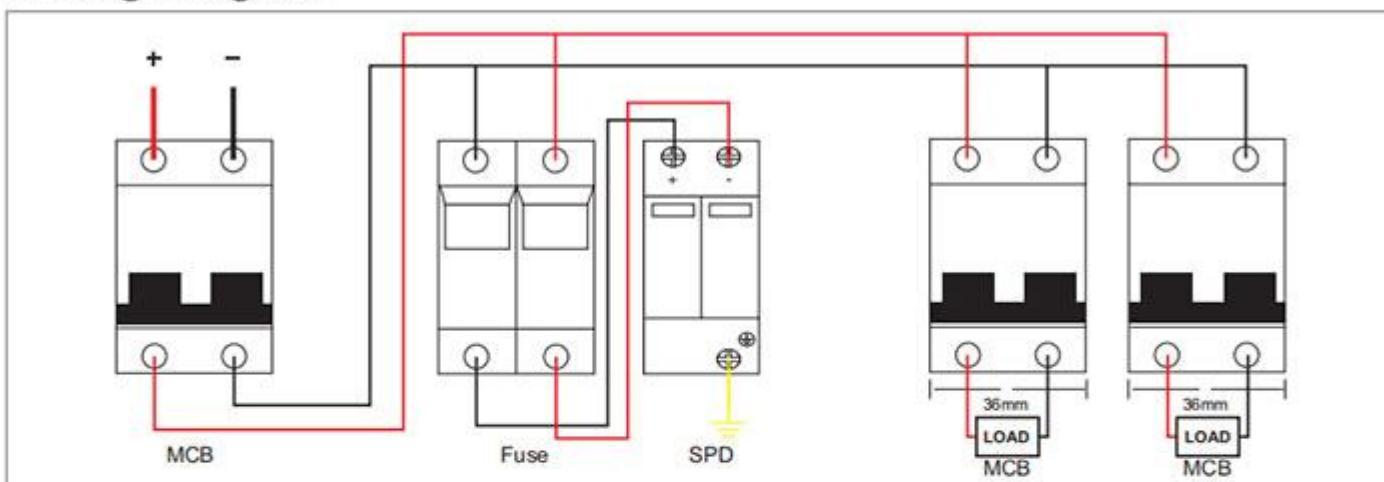 + −
+ -
36mm 36mm
LOAD LOAD
MCB Fuse SPD MCB MCB